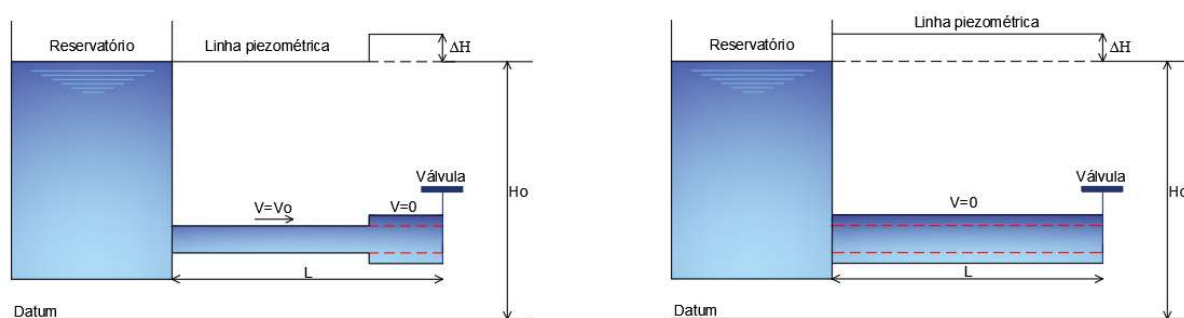 Reservatório
Linha piezométrica
ΔH
Válvula
Ho
V=Vo
V=0
L
Datum
Linha piezométrica
Reservatório
ΔH
Válvula
Ho
V=0
L
Datum